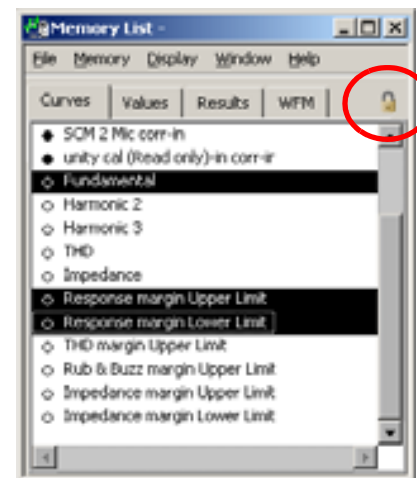 Memory List -
File Memory Display Window Help
Curves Values Results WFM
SCM 2 Mic corr-in
unity cal (Read only)-in corr-ir
Fundamental
Harmonic 2
Harmonic 3
THD
Impedance
Response margin Upper Limit
Response margin Lower Limit
THD margin Upper Limit
Rub & Buzz margin Upper Limit
Impedance margin Upper Limit
Impedance margin Lower Limit